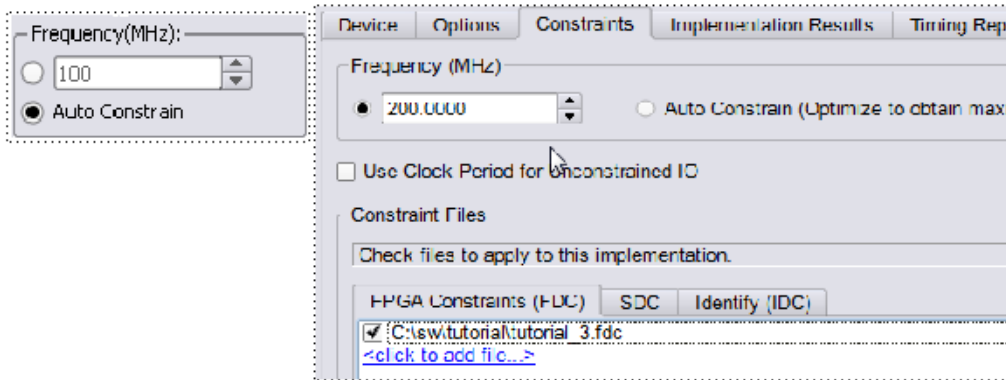 Frequency(MHz):
100
Auto Constrain
Device Options Constraints Implementation Results Timing Rep
Frequency (MHz)
200.0000 Auto Constrain (Optimize to obtain max
Use Clock Period for Unconstrained IO
Constraint Files
Check files to apply to this implementation.
FPGA Constraints (FDC) SDC Identify (IDC)
C:\sw\tutorial\tutorial_3.fdc
<click to add file...>